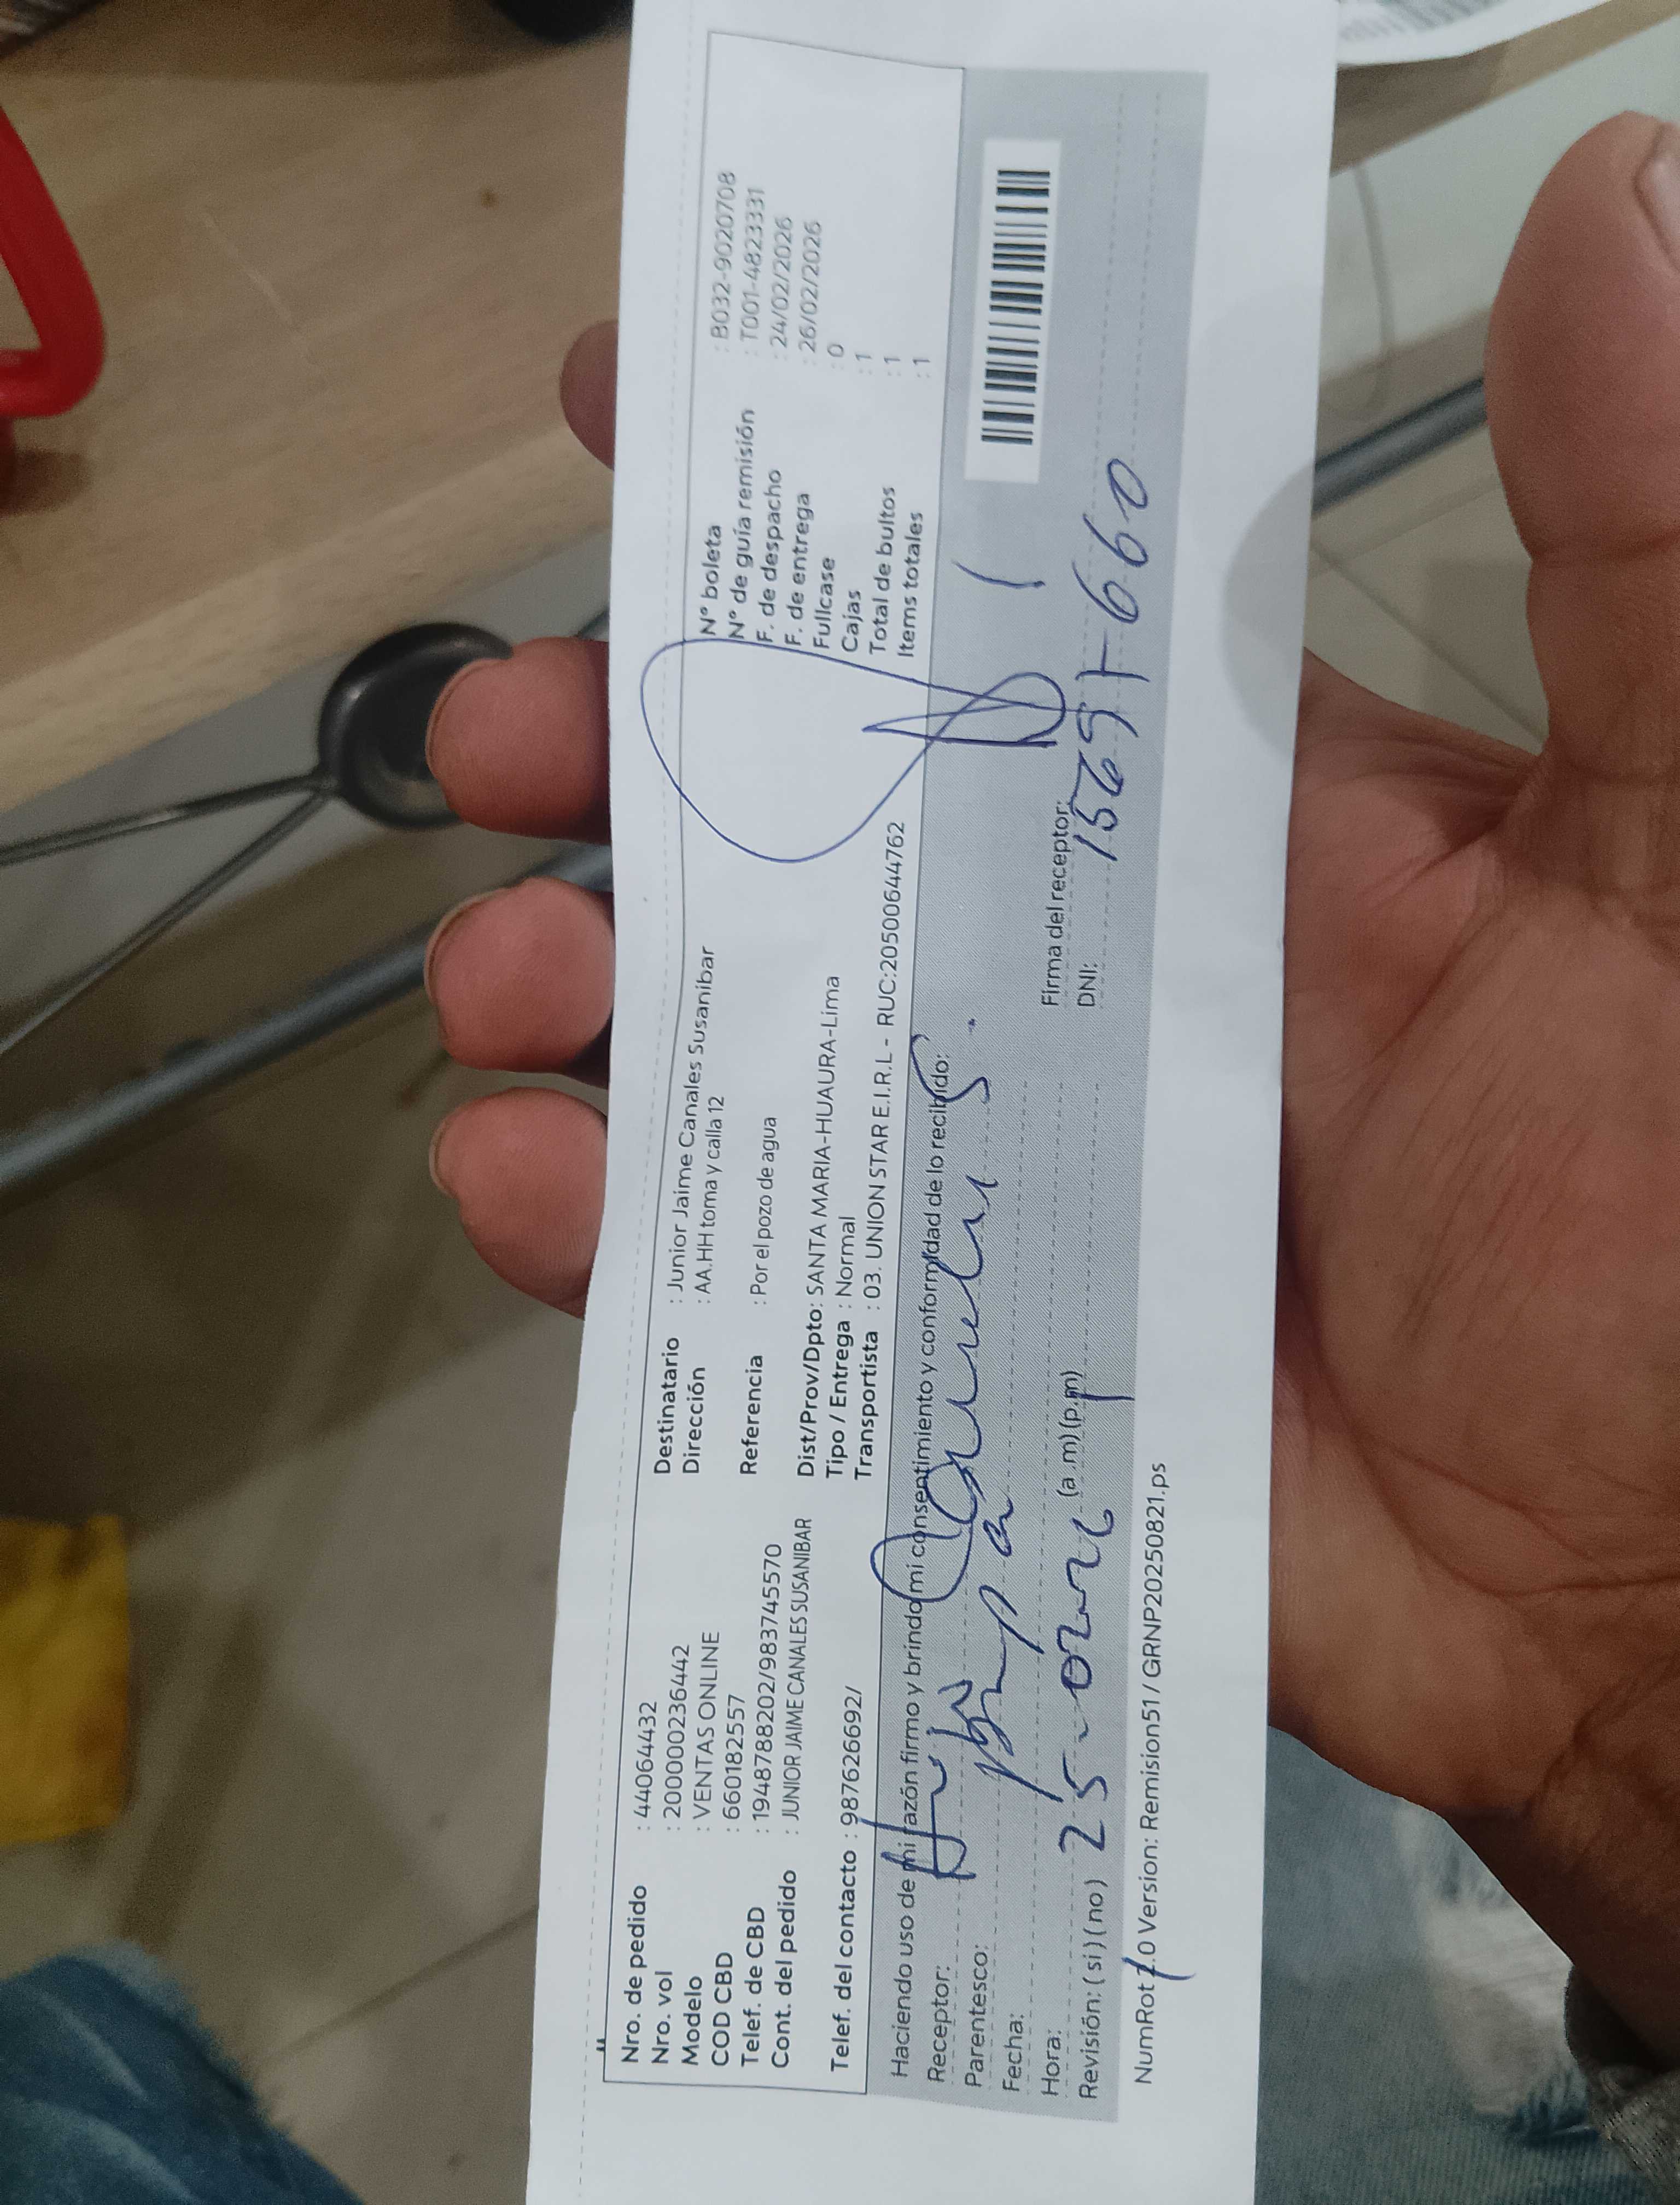 Nro. de pedido : 44064432
Nro. vol : 2000000236442
Modelo : VENTAS ONLINE
COD CBD : 660182557
Telef. de CBD : 1948788202/983745570
Cont. del pedido : JUNIOR JAIME CANALES SUSANIBAR
Telef. del contacto : 987626692/
Destinatario : Junior Jaime Canales Susanibar
Dirección : AA.HH toma y calla 12
Referencia : Por el pozo de agua
Dist/Prov/Dpto: SANTA MARIA-HUAURA-Lima
Tipo / Entrega : Normal
Transportista : 03. UNION STAR E.I.R.L - RUC:20500644762
N° boleta : B032-9020708
N° de guía remisión : T001-4823331
F. de despacho : 24/02/2026
F. de entrega : 26/02/2026
Fullcase : 0
Cajas : 1
Total de bultos : 1
Items totales : 1
Haciendo uso de mi razón firmo y brindo mi consentimiento y conformidad de lo recibido:
Receptor:
Parentesco:
Fecha:
Hora: (a.m)(p.m)
Firma del receptor:
Revisión: (si)(no) 25-02-
DNI:
NumRot 2.0 Version: Remision51 / GRNP20250821.ps